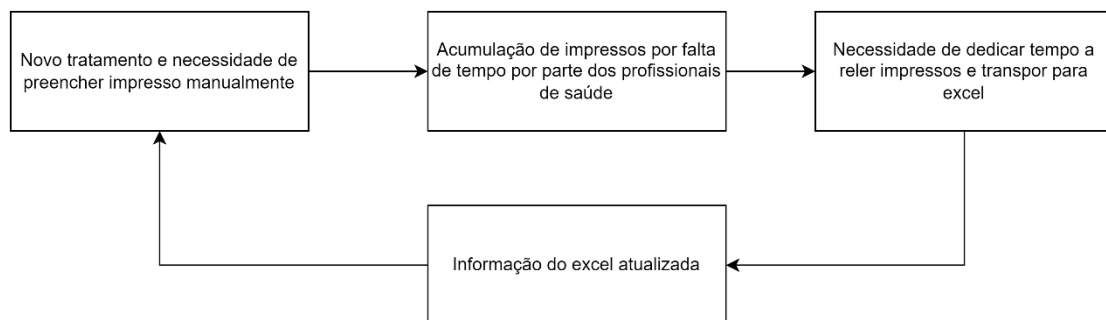 Novo tratamento e necessidade de
preencher impresso manualmente
Acumulação de impressos por falta
de tempo por parte dos profissionais
de saúde
Necessidade de dedicar tempo a
reler impressos e transpor para
excel
Informação do excel atualizada